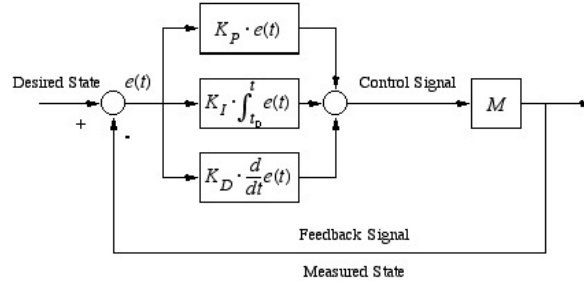 K_P · e(t)
Desired State
e(t)
Control Signal
+
-
K_I · ∫_{t_0}^{t} e(t)
M
K_D · d/dt e(t)
Feedback Signal
Measured State